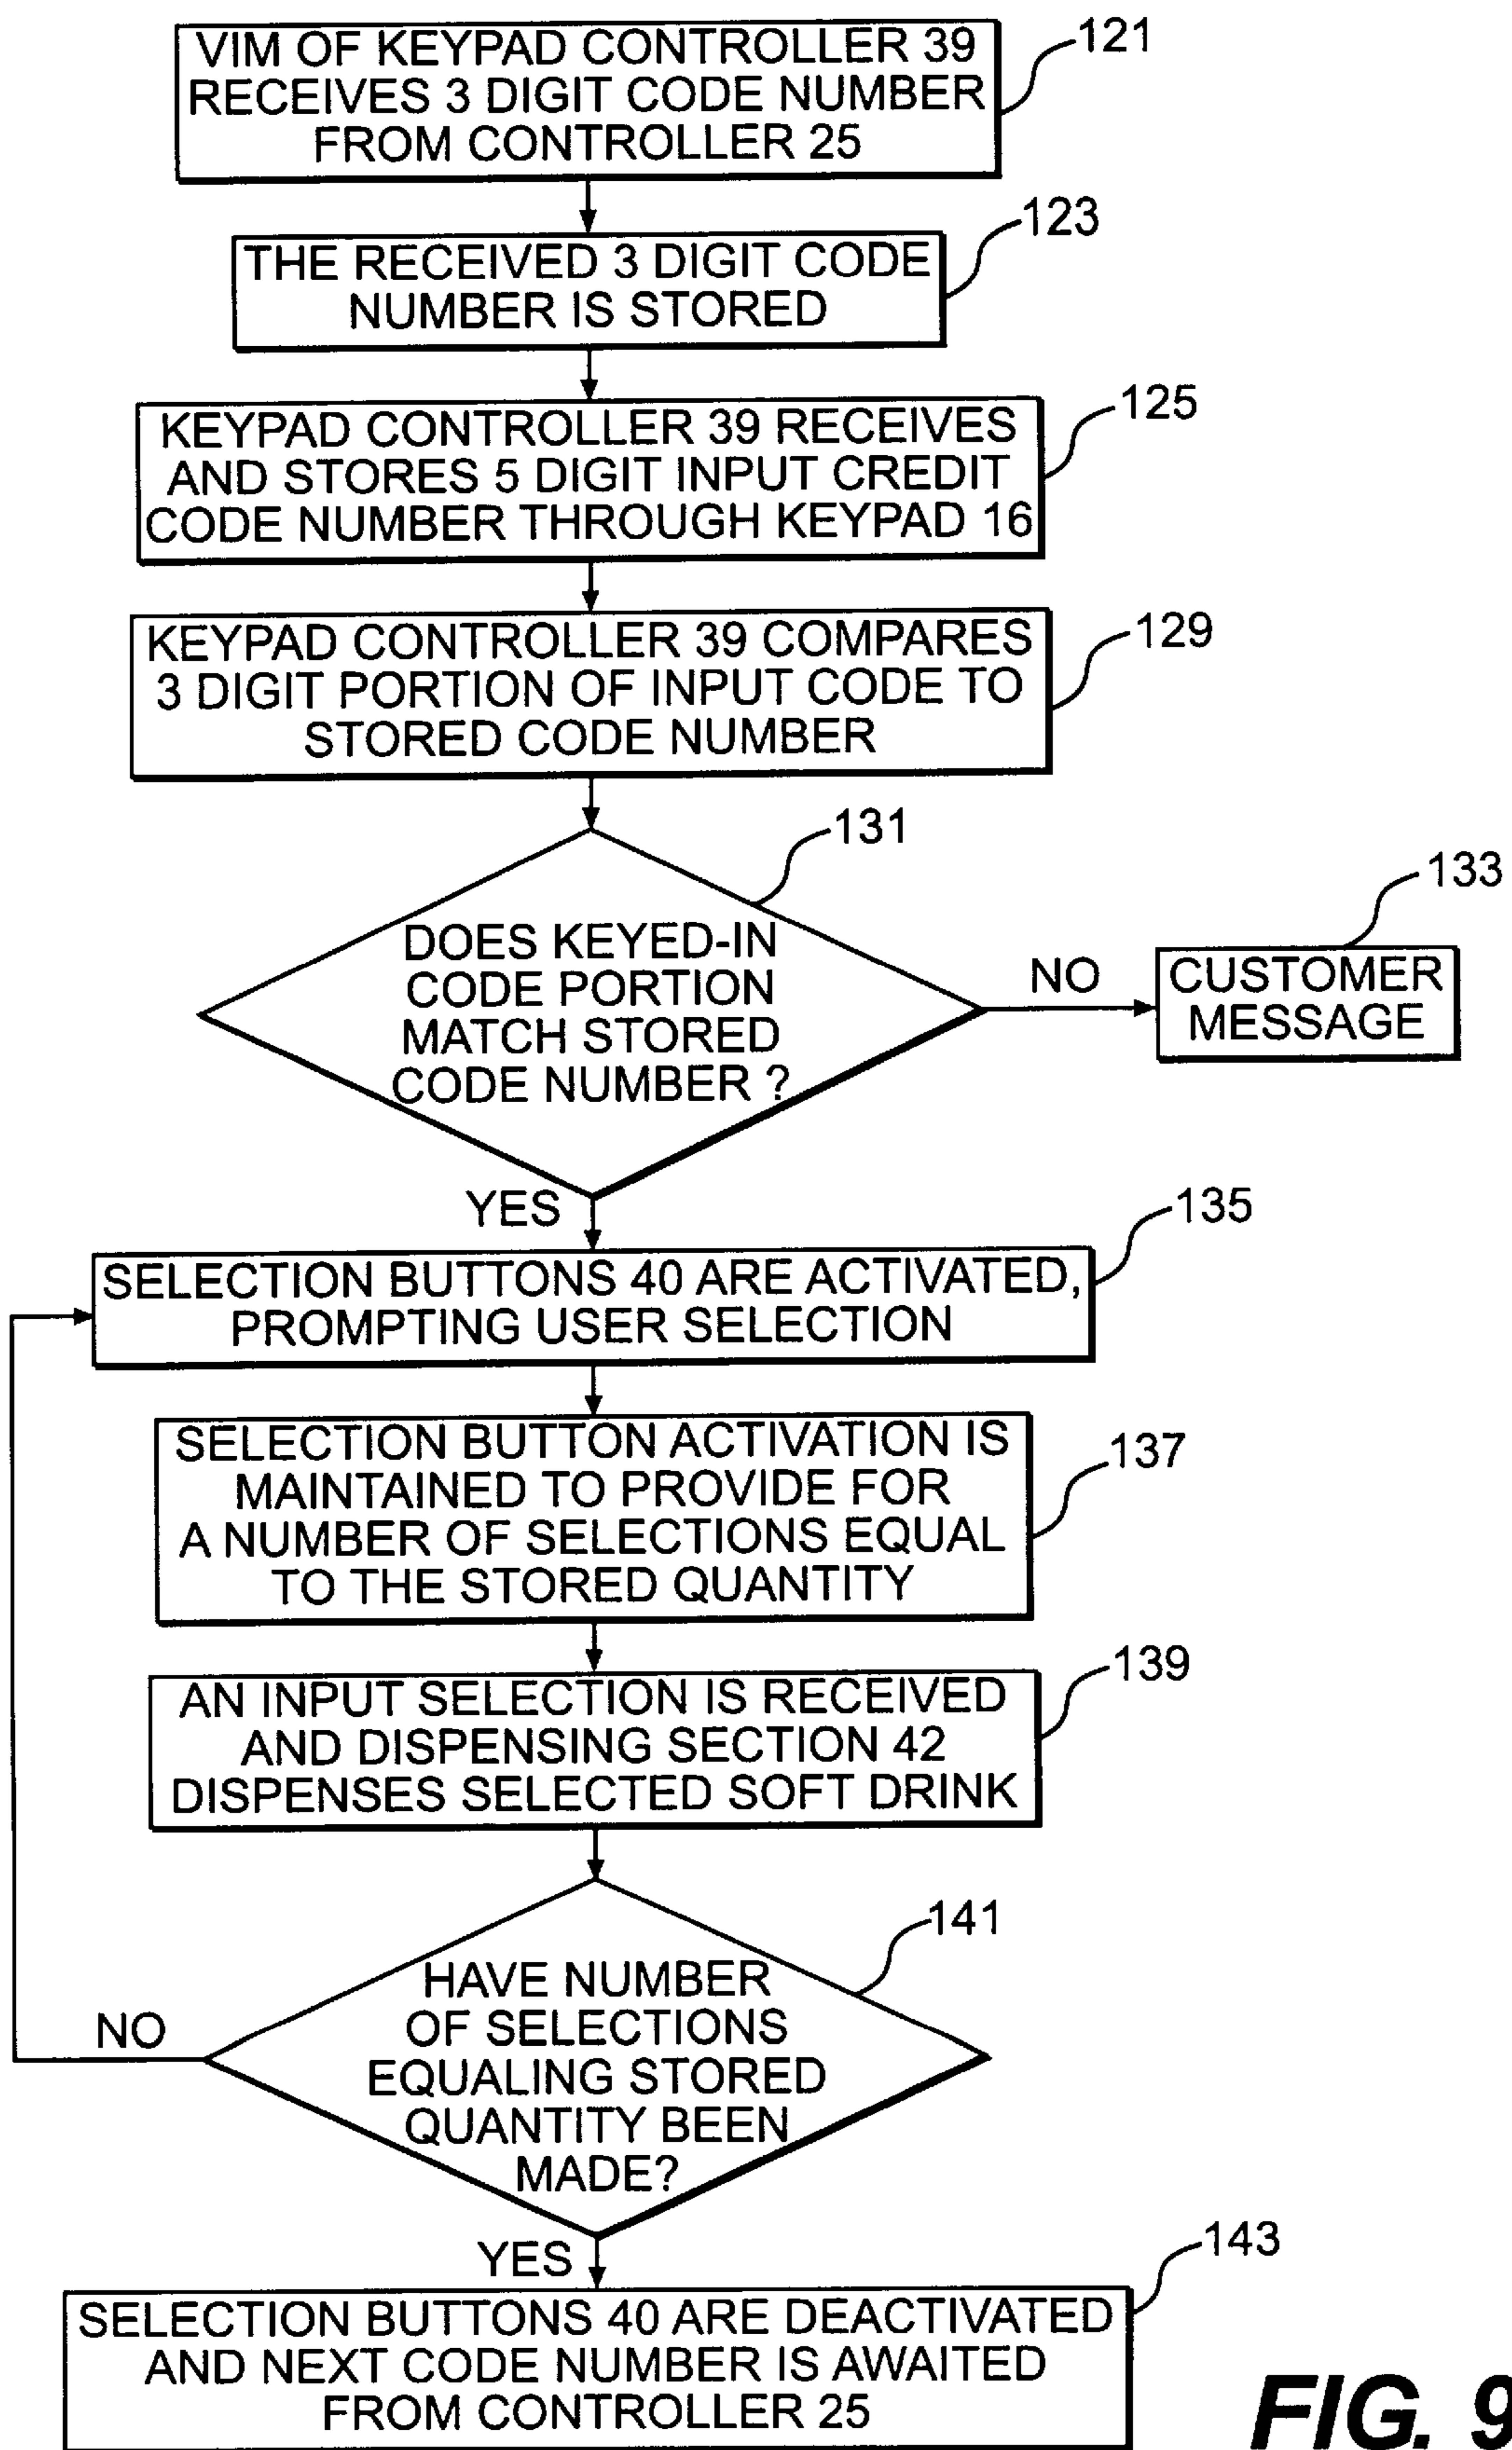 VIM OF KEYPAD CONTROLLER 39
RECEIVES 3 DIGIT CODE NUMBER
FROM CONTROLLER 25
121
THE RECEIVED 3 DIGIT CODE
NUMBER IS STORED
123
KEYPAD CONTROLLER 39 RECEIVES
AND STORES 5 DIGIT INPUT CREDIT
CODE NUMBER THROUGH KEYPAD 16
125
KEYPAD CONTROLLER 39 COMPARES
3 DIGIT PORTION OF INPUT CODE TO
STORED CODE NUMBER
129
DOES KEYED-IN
CODE PORTION
MATCH STORED
CODE NUMBER ?
131
NO
CUSTOMER
MESSAGE
133
YES
SELECTION BUTTONS 40 ARE ACTIVATED,
PROMPTING USER SELECTION
135
SELECTION BUTTON ACTIVATION IS
MAINTAINED TO PROVIDE FOR
A NUMBER OF SELECTIONS EQUAL
TO THE STORED QUANTITY
137
AN INPUT SELECTION IS RECEIVED
AND DISPENSING SECTION 42
DISPENSES SELECTED SOFT DRINK
139
HAVE NUMBER
OF SELECTIONS
EQUALING STORED
QUANTITY BEEN
MADE?
141
NO
YES
SELECTION BUTTONS 40 ARE DEACTIVATED
AND NEXT CODE NUMBER IS AWAITED
FROM CONTROLLER 25
143
FIG. 9